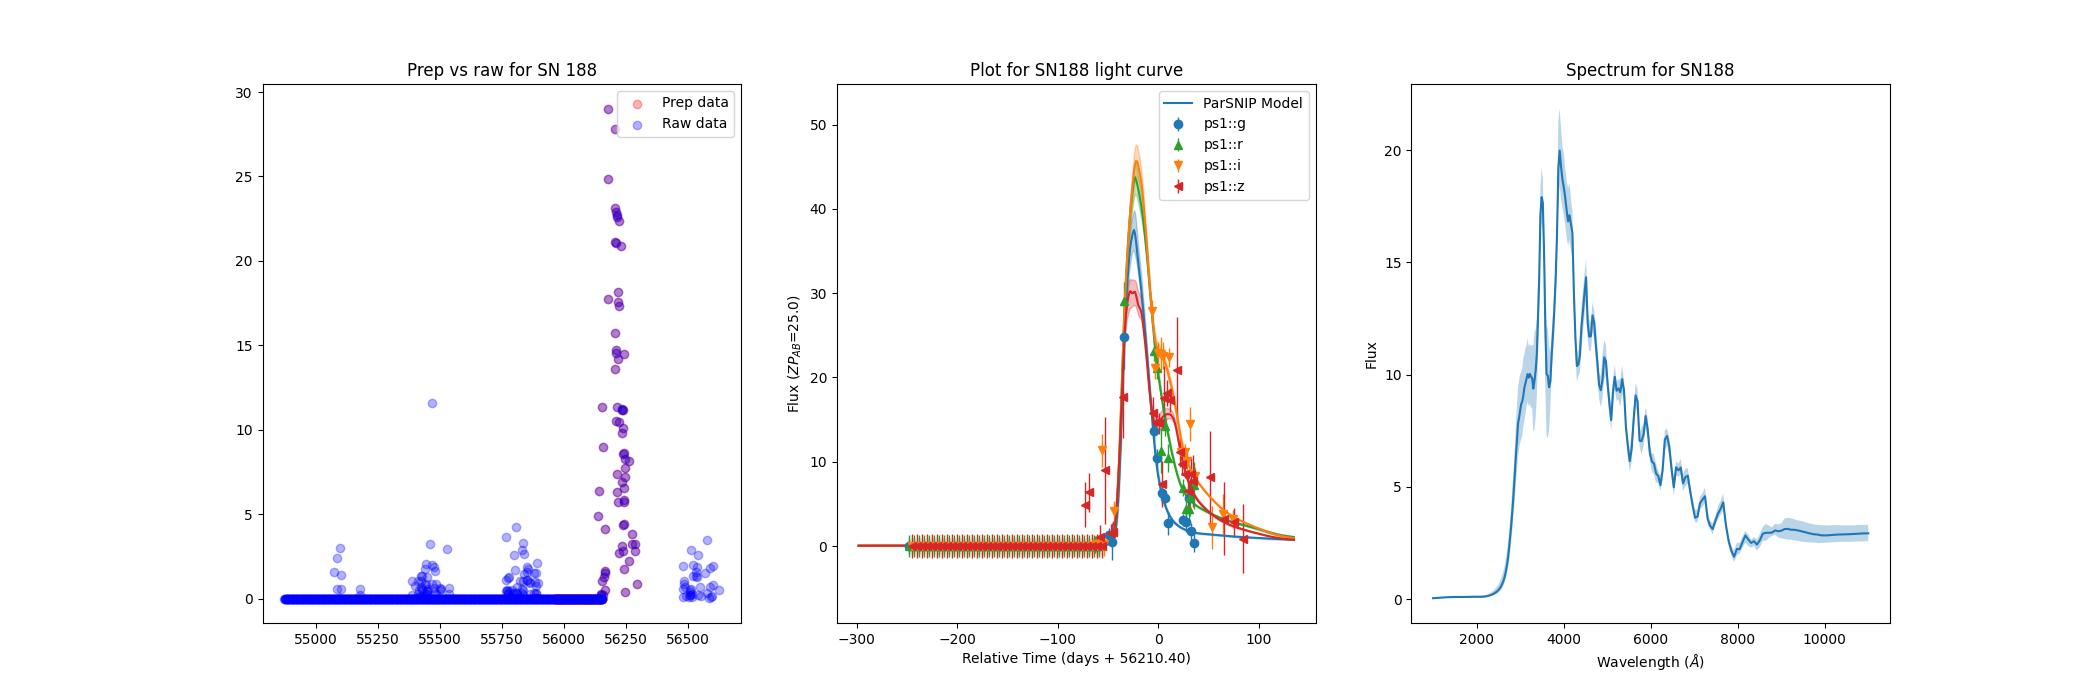 Prep vs raw for SN 188
30
25
20
15
10
5
0
55000
55250
55500
55750
56000
56250
56500
Prep data
Raw data
Plot for SN188 light curve
Flux (ZP_AB=25.0)
50
40
30
20
10
0
−300
−200
−100
0
100
Relative Time (days + 56210.40)
ParSNIP Model
ps1::g
ps1::r
ps1::i
ps1::z
Spectrum for SN188
Flux
20
15
10
5
0
2000
4000
6000
8000
10000
Wavelength (Å)